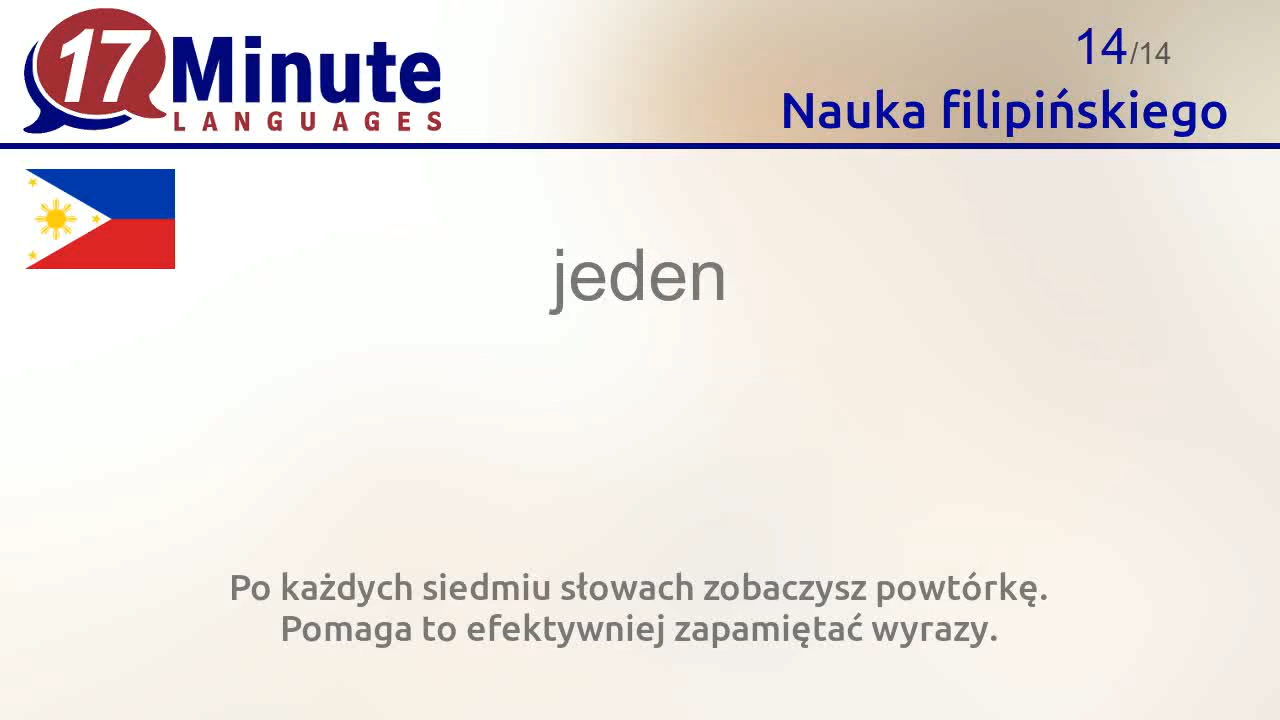 17 Minute
LANGUAGES
14/14
Nauka filipińskiego
jeden
Po każdych siedmiu słowach zobaczysz powtórkę.
Pomaga to efektywniej zapamiętać wyrazy.